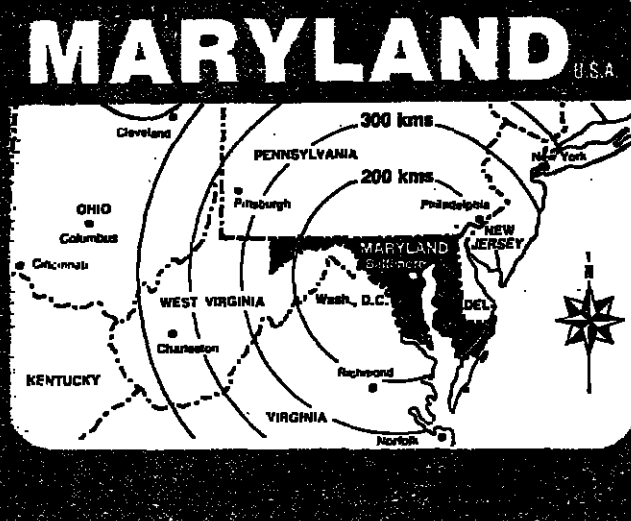 MARYLAND
U.S.A.
300 kms
Cleveland
PENNSYLVANIA
New York
200 kms
Pittsburgh
Philadelphia
OHIO
Columbus
NEW
JERSEY
MARYLAND
Baltimore
Cincinnati
N
WEST VIRGINIA
Wash., D.C.
DEL.
Charleston
Richmond
KENTUCKY
VIRGINIA
Norfolk